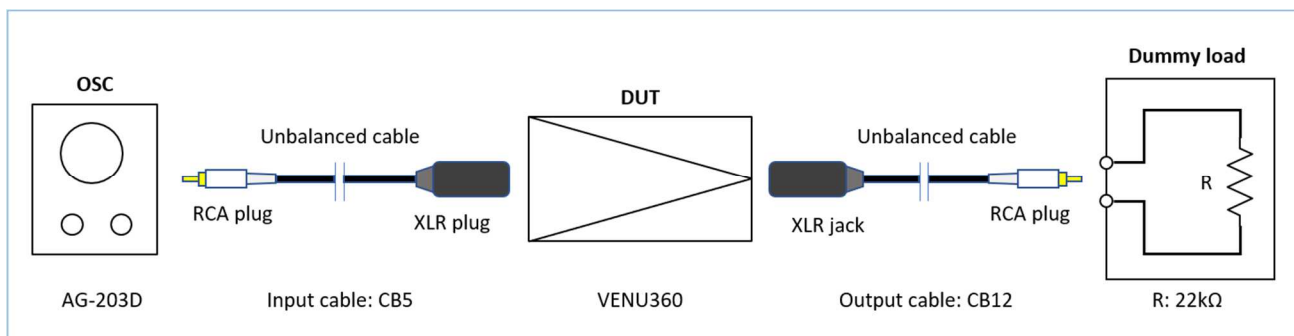 OSC
Unbalanced cable
RCA plug
XLR plug
DUT
Unbalanced cable
XLR jack
RCA plug
Dummy load
R
AG-203D
Input cable: CB5
VENU360
Output cable: CB12
R: 22kΩ